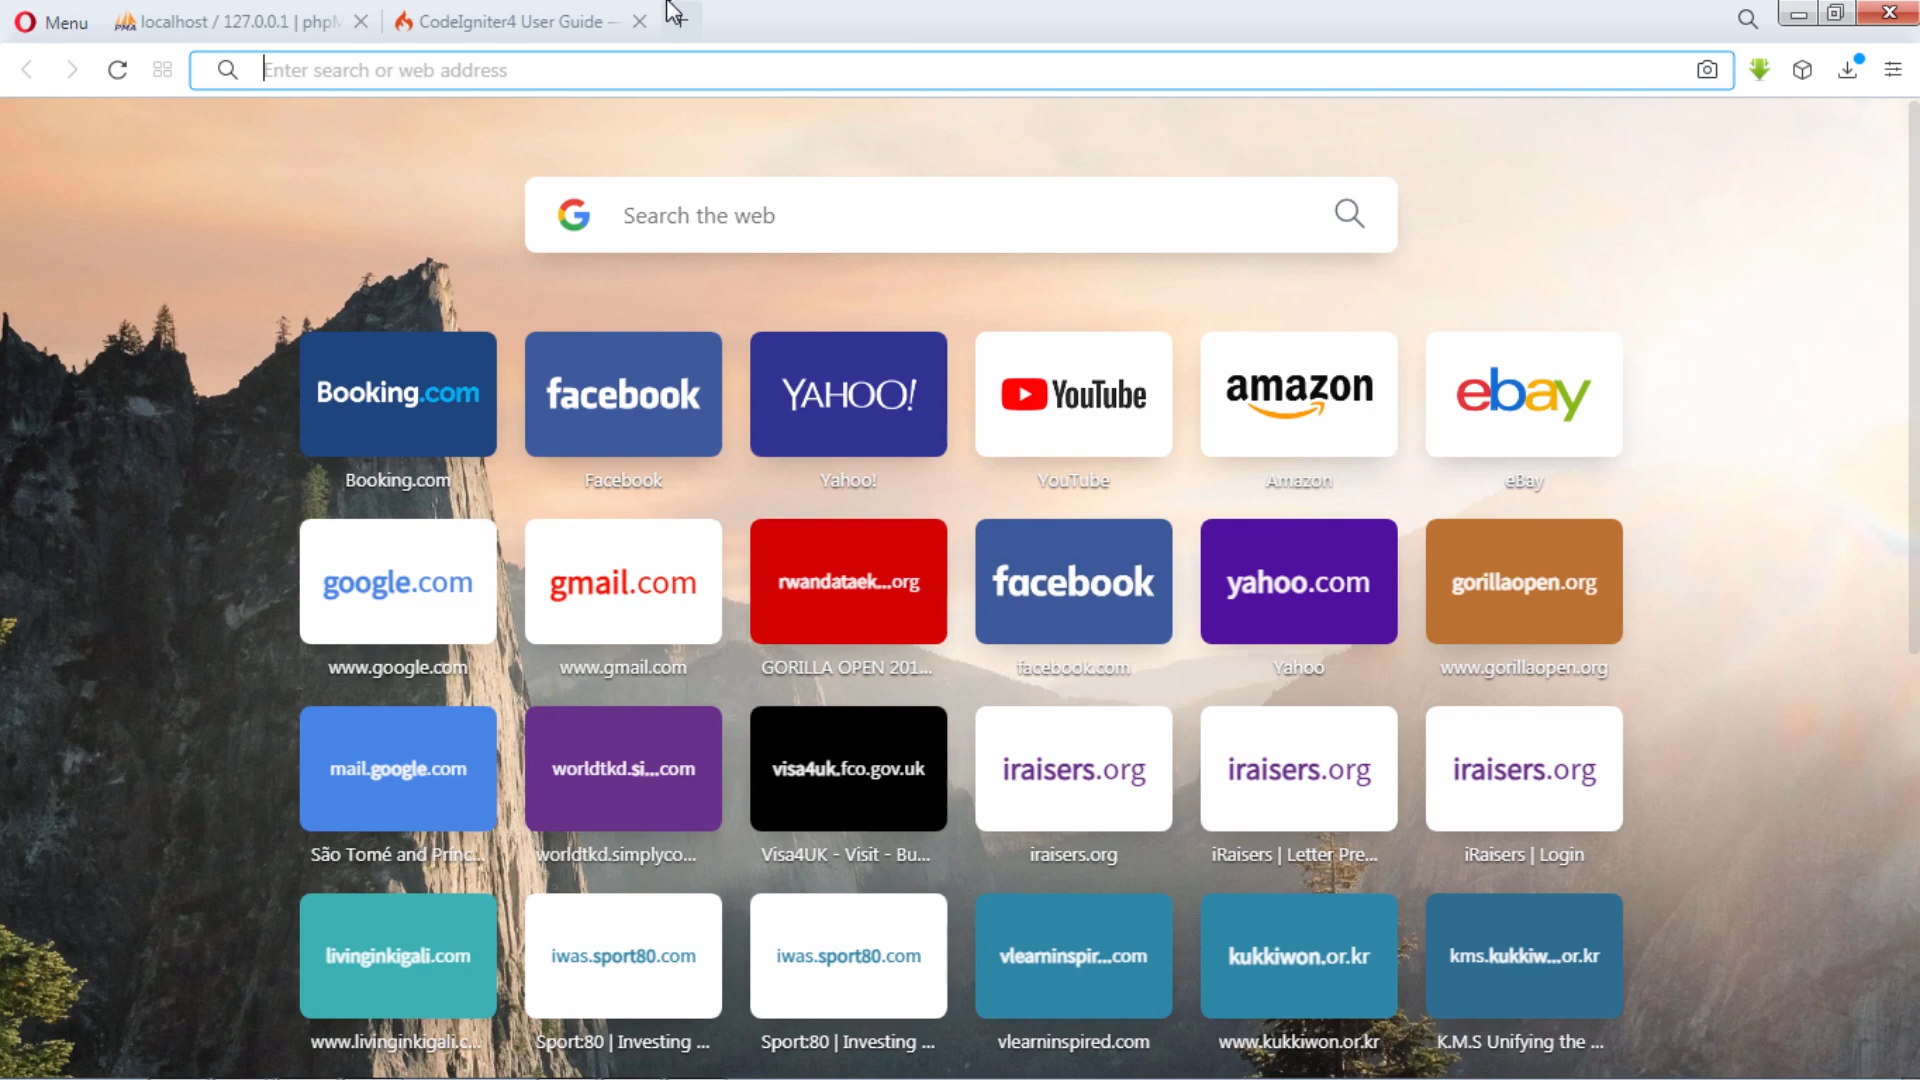 Menu
localhost / 127.0.0.1 | phpM
CodeIgniter4 User Guide —
Enter search or web address
Search the web
Booking.com
facebook
YAHOO!
YouTube
amazon
ebay
Booking.com
Facebook
Yahoo!
YouTube
Amazon
eBay
google.com
gmail.com
rwandataek...org
facebook
yahoo.com
gorillaopen.org
www.google.com
www.gmail.com
GORILLA OPEN 201...
facebook.com
Yahoo
www.gorillaopen.org
mail.google.com
worldtkd.si...com
visa4uk.fco.gov.uk
iraisers.org
iraisers.org
iraisers.org
São Tomé and Princ...
worldtkd.simplyco...
Visa4UK - Visit - Bu...
iraisers.org
iRaisers | Letter Pre...
iRaisers | Login
livinginkigali.com
iwas.sport80.com
iwas.sport80.com
vlearninspir...com
kukkiwon.or.kr
kms.kukkiw...or.kr
www.livinginkigali.c...
Sport:80 | Investing ...
Sport:80 | Investing ...
vlearninspired.com
www.kukkiwon.or.kr
K.M.S Unifying the ...